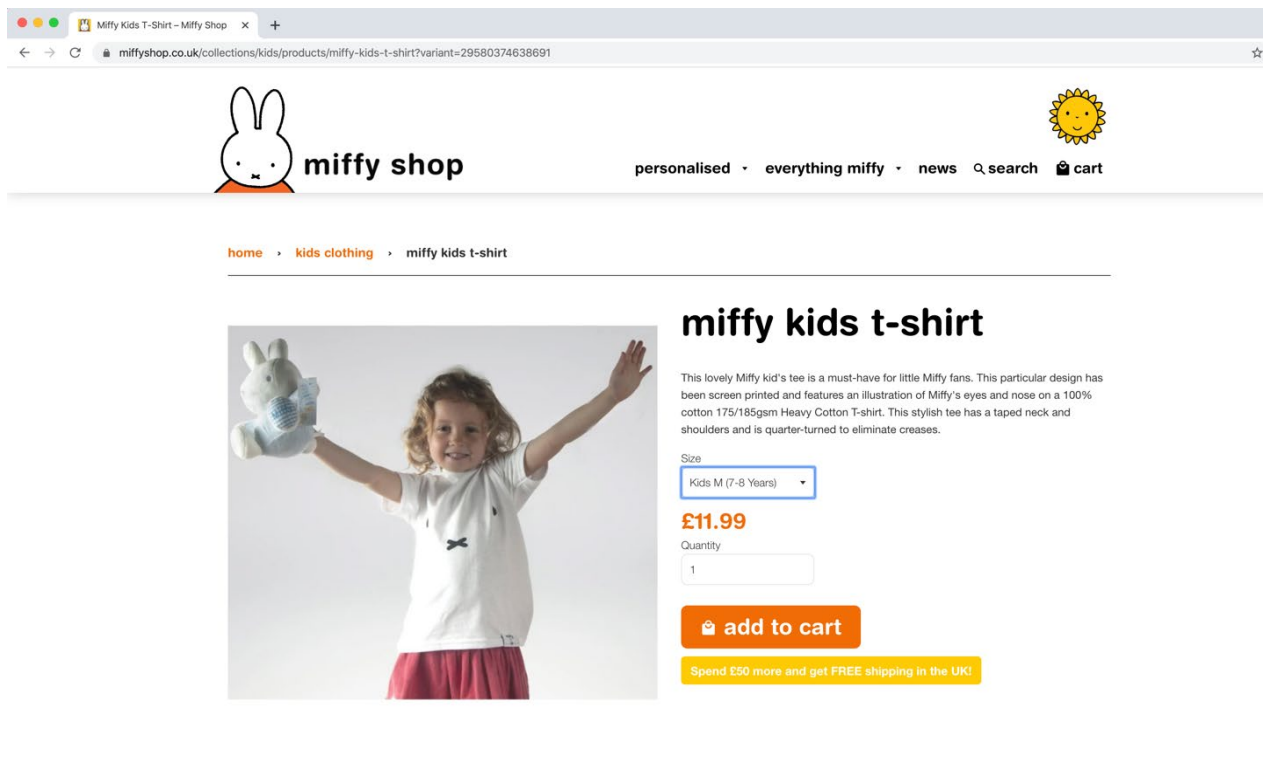 Miffy Kids T-Shirt – Miffy Shop
miffyshop.co.uk/collections/kids/products/miffy-kids-t-shirt?variant=29580374638691
miffy shop
personalised everything miffy news search cart
home › kids clothing › miffy kids t-shirt
miffy kids t-shirt
This lovely Miffy kid's tee is a must-have for little Miffy fans. This particular design has
been screen printed and features an illustration of Miffy's eyes and nose on a 100%
cotton 175/185gsm Heavy Cotton T-shirt. This stylish tee has a taped neck and
shoulders and is quarter-turned to eliminate creases.
Size
Kids M (7-8 Years)
£11.99
Quantity
1
add to cart
Spend £50 more and get FREE shipping in the UK!